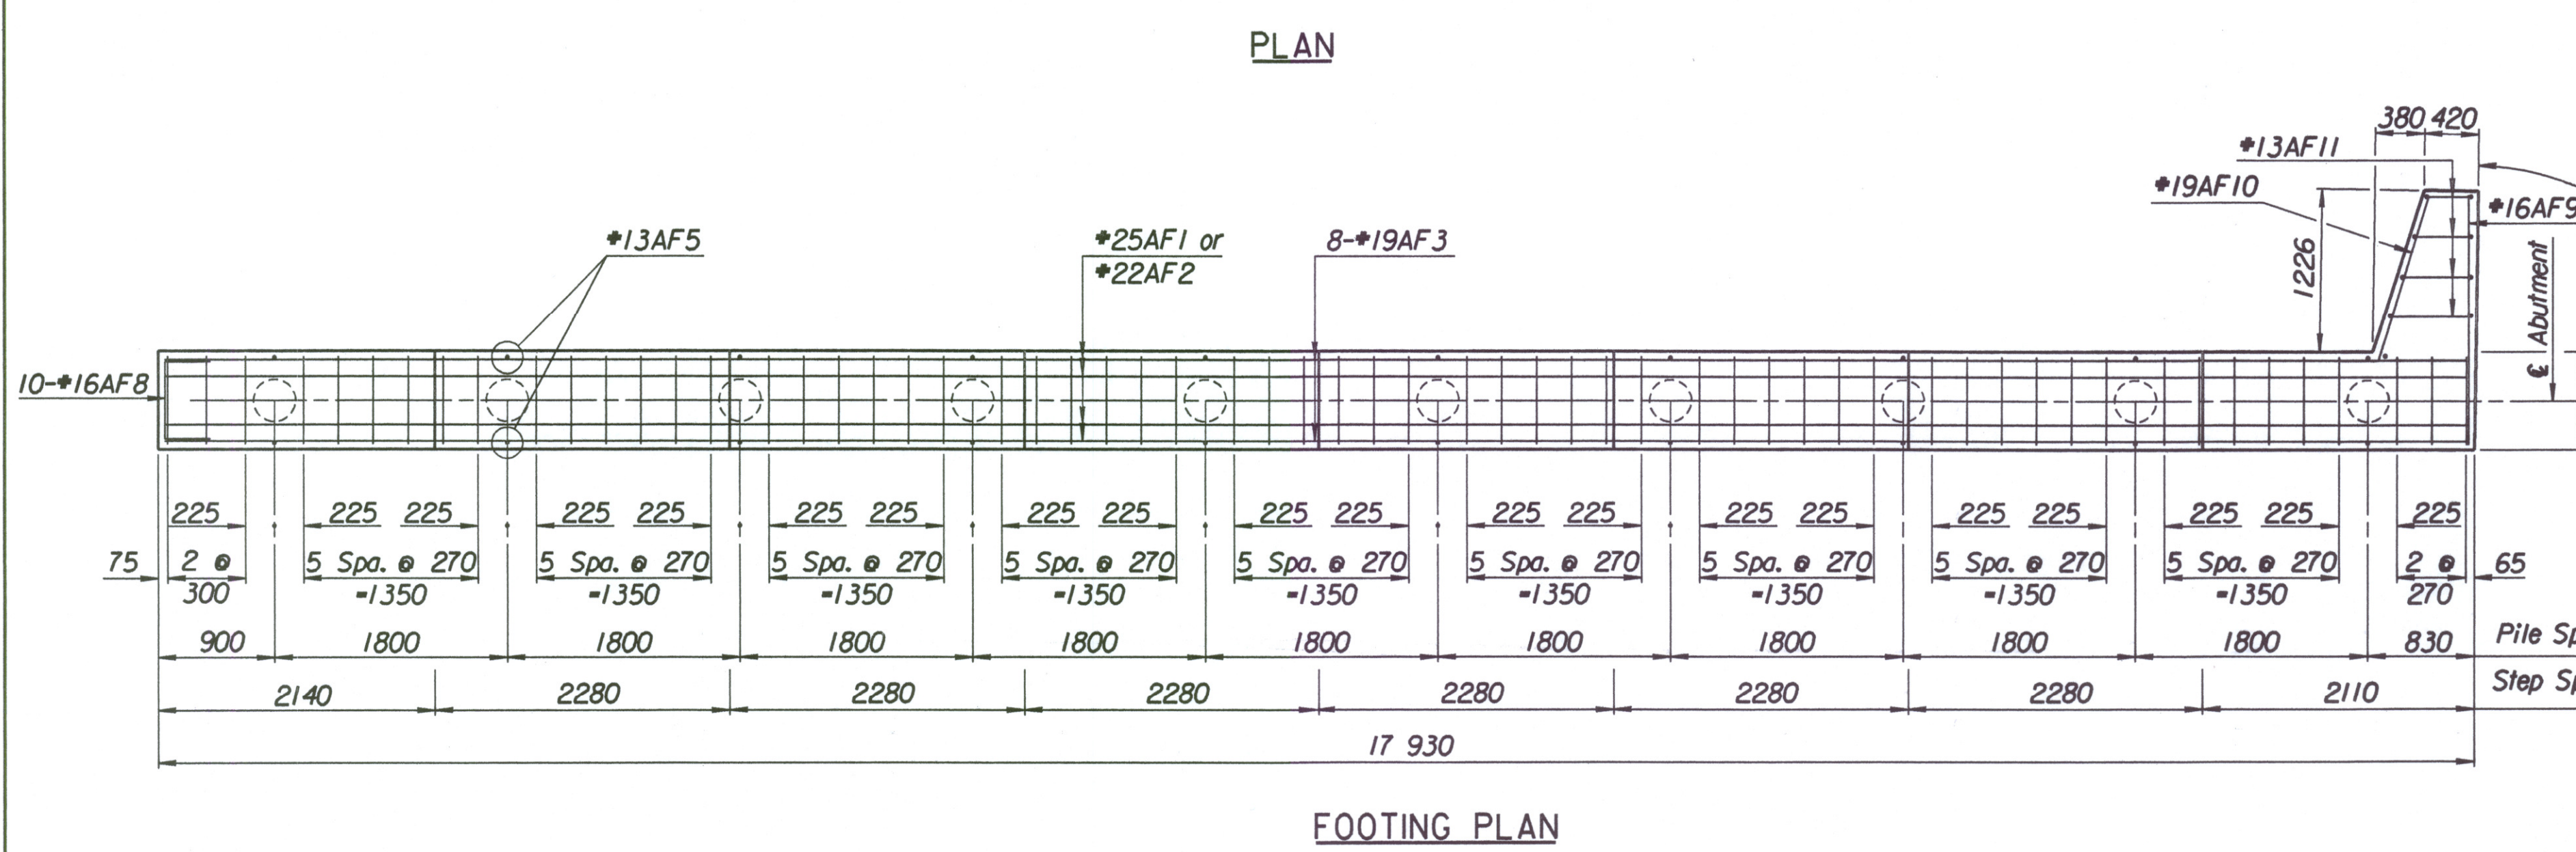 PLAN
380 420
*13AF11
*19AF10
*16AF9
*13AF5
*25AF1 or
*22AF2
8-*19AF3
1226
℄ Abutment
10-*16AF8
225 225 225 225 225 225 225 225 225 225 225 225 225 225 225 225 225 225 225 225
75 2 @ 5 Spa. @ 270 5 Spa. @ 270 5 Spa. @ 270 5 Spa. @ 270 5 Spa. @ 270 5 Spa. @ 270 5 Spa. @ 270 5 Spa. @ 270 5 Spa. @ 270 2 @ 65
300 =1350 =1350 =1350 =1350 =1350 =1350 =1350 =1350 =1350 270
900 1800 1800 1800 1800 1800 1800 1800 1800 1800 830 Pile Sp
2140 2280 2280 2280 2280 2280 2280 2110 Step Sp
17 930
FOOTING PLAN